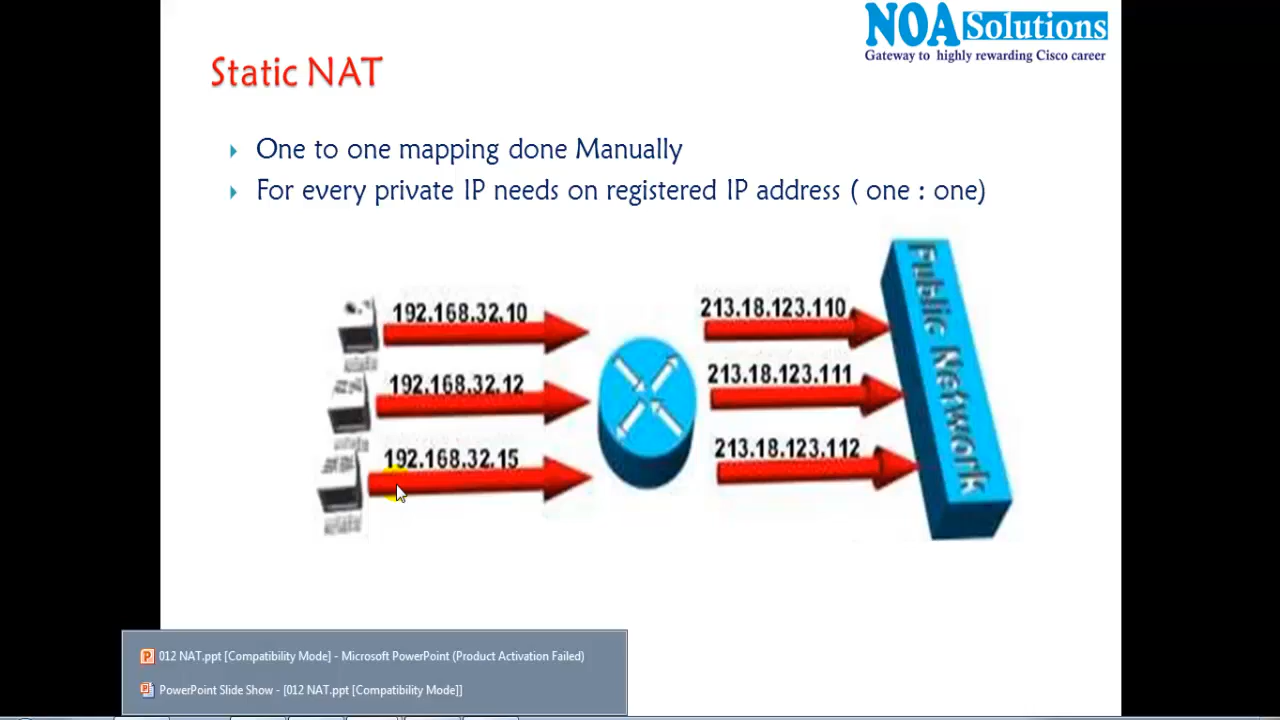 NOA Solutions
Gateway to highly rewarding Cisco career
Static NAT
One to one mapping done Manually
For every private IP needs on registered IP address ( one : one)
192.168.32.10
213.18.123.110
192.168.32.12
213.18.123.111
192.168.32.15
213.18.123.112
Public Network
012 NAT.ppt [Compatibility Mode] - Microsoft PowerPoint (Product Activation Failed)
PowerPoint Slide Show - [012 NAT.ppt [Compatibility Mode]]